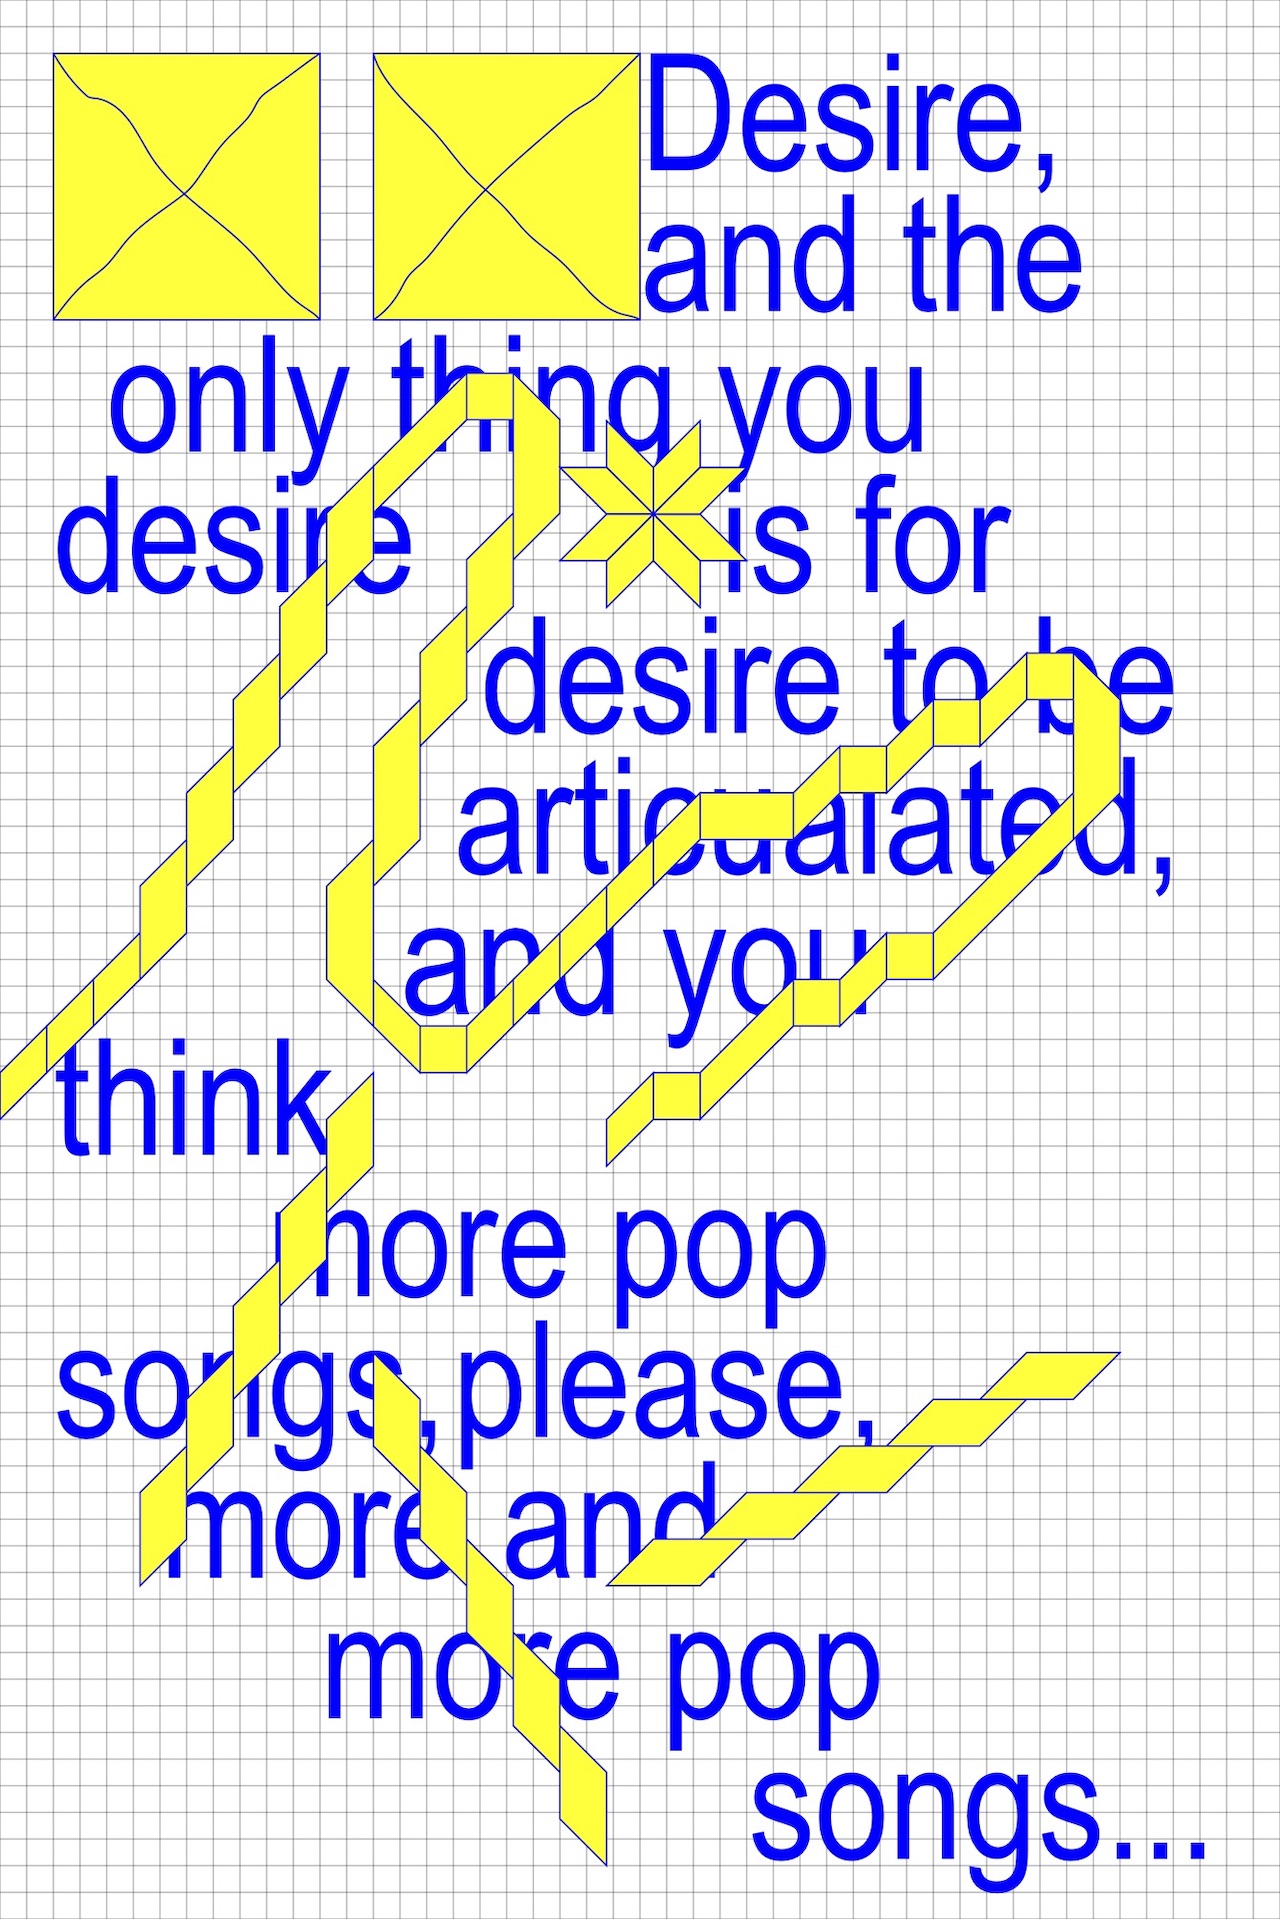 Desire,
and the
only thing you
desire is for
desire to be
articualated,
and you
think
more pop
songs,please,
more and
more pop
songs...